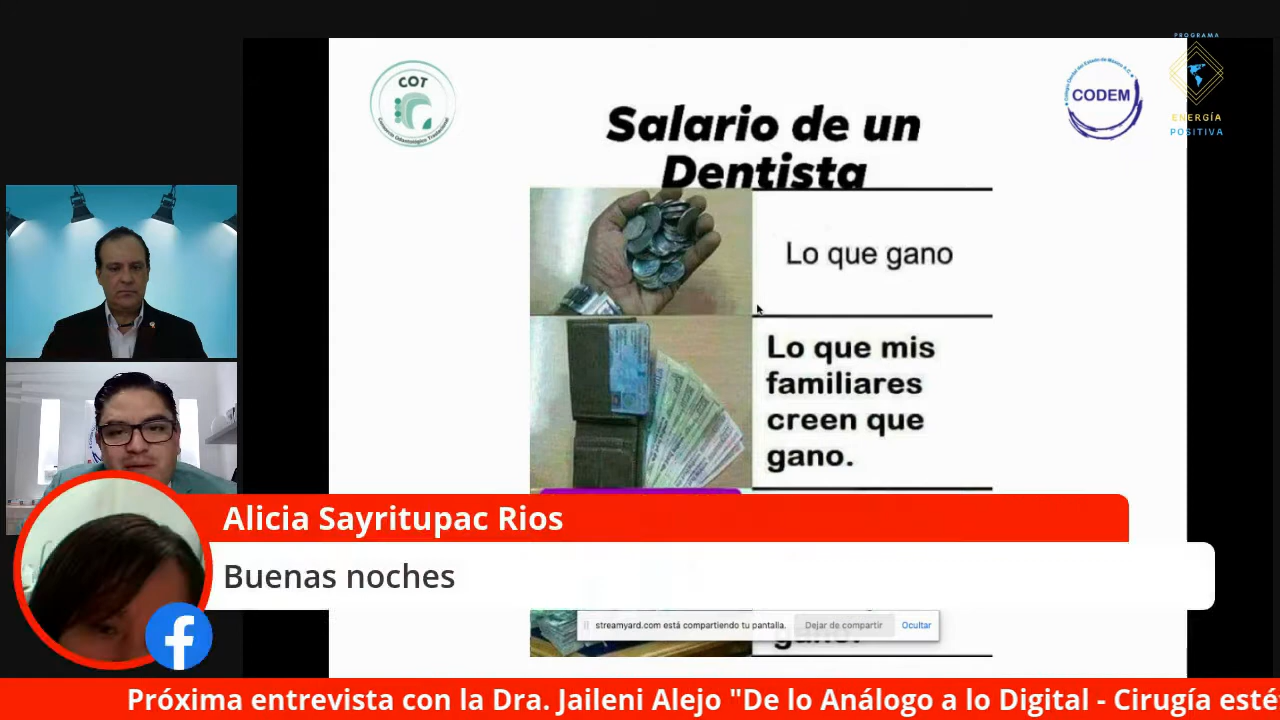 PROGRAMA
ENERGÍA
POSITIVA
COT
CODEM
Salario de un
Dentista
Lo que gano
Lo que mis
familiares
creen que
gano.
Alicia Sayritupac Rios
Buenas noches
streamyard.com está compartiendo tu pantalla.
Dejar de compartir
Ocultar
gano.
Próxima entrevista con la Dra. Jaileni Alejo "De lo Análogo a lo Digital - Cirugía esté